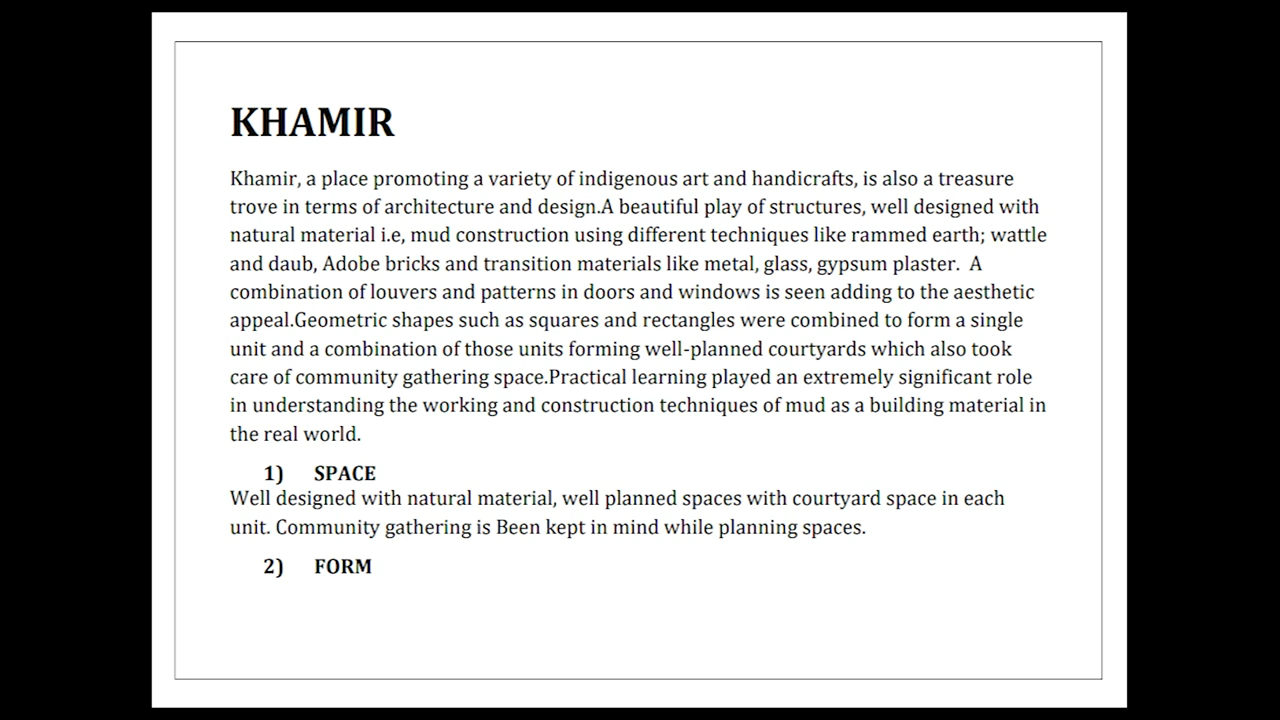 KHAMIR
Khamir, a place promoting a variety of indigenous art and handicrafts, is also a treasure
trove in terms of architecture and design.A beautiful play of structures, well designed with
natural material i.e, mud construction using different techniques like rammed earth; wattle
and daub, Adobe bricks and transition materials like metal, glass, gypsum plaster.  A
combination of louvers and patterns in doors and windows is seen adding to the aesthetic
appeal.Geometric shapes such as squares and rectangles were combined to form a single
unit and a combination of those units forming well-planned courtyards which also took
care of community gathering space.Practical learning played an extremely significant role
in understanding the working and construction techniques of mud as a building material in
the real world.
1) SPACE
Well designed with natural material, well planned spaces with courtyard space in each
unit. Community gathering is Been kept in mind while planning spaces.
2) FORM